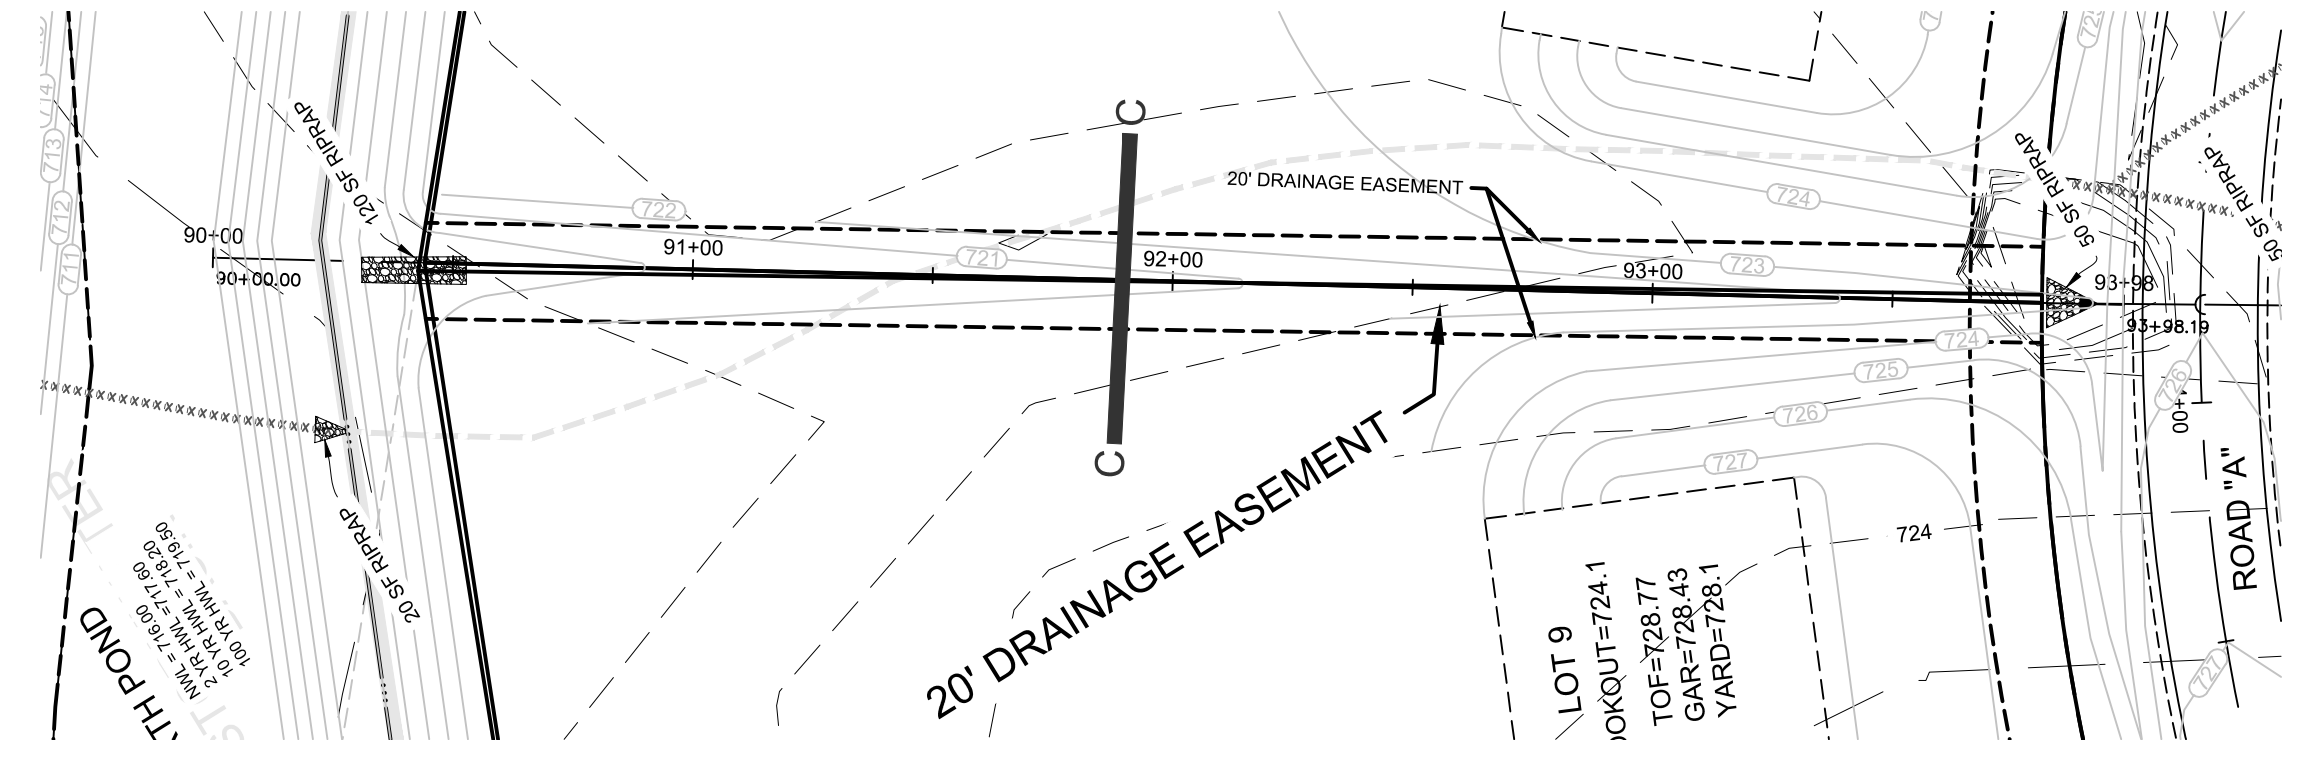 714
713
712
711
120 SF RIPRAP
90+00
90+00.00
722
91+00
721
C
92+00
C
20' DRAINAGE EASEMENT
724
93+00
723
50 SF RIPRAP
93+98
93+98.19
50 SF RIPRAP
724
725
726
727
726
1+00
ROAD "A"
20' DRAINAGE EASEMENT
20 SF RIPRAP
NWL = 716.00
2 YR HWL = 717.60
10 YR HWL = 718.20
100 YR HWL = 719.50
TH POND
724
LOT 9
OOKOUT=724.1
TOF=728.77
GAR=728.43
YARD=728.1
727